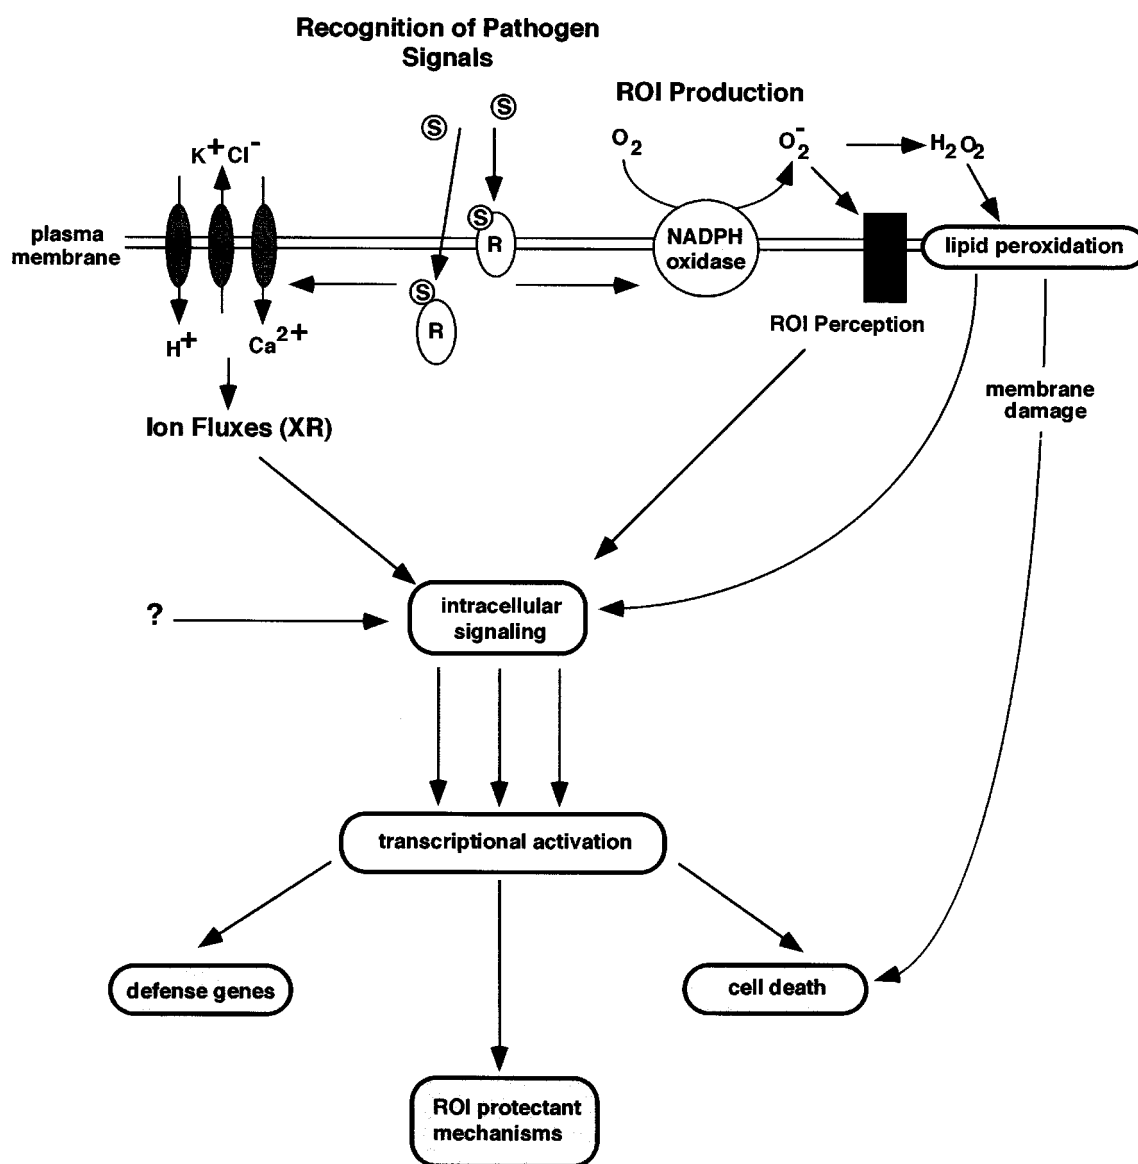 Recognition of Pathogen
Signals
S
S
ROI Production
O2
O2-
H2O2
K+Cl-
plasma
membrane
S
R
NADPH
oxidase
lipid peroxidation
S
R
H+
Ca2+
ROI Perception
membrane
damage
Ion Fluxes (XR)
?
intracellular
signaling
transcriptional activation
defense genes
cell death
ROI protectant
mechanisms